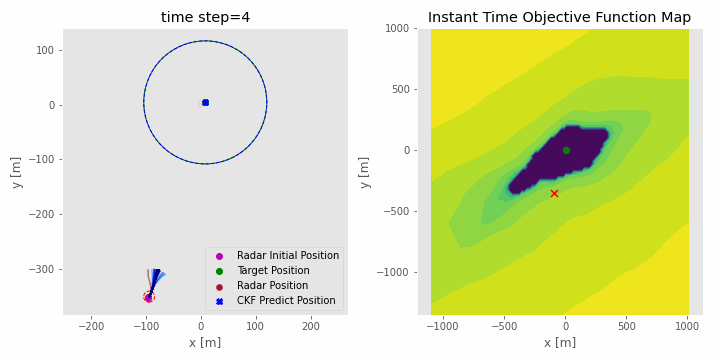 time step=4
100
0
−100
−200
−300
y [m]
−200
−100
0
100
200
x [m]
Radar Initial Position
Target Position
Radar Position
CKF Predict Position
Instant Time Objective Function Map
1000
500
0
−500
−1000
y [m]
−1000
−500
0
500
1000
x [m]